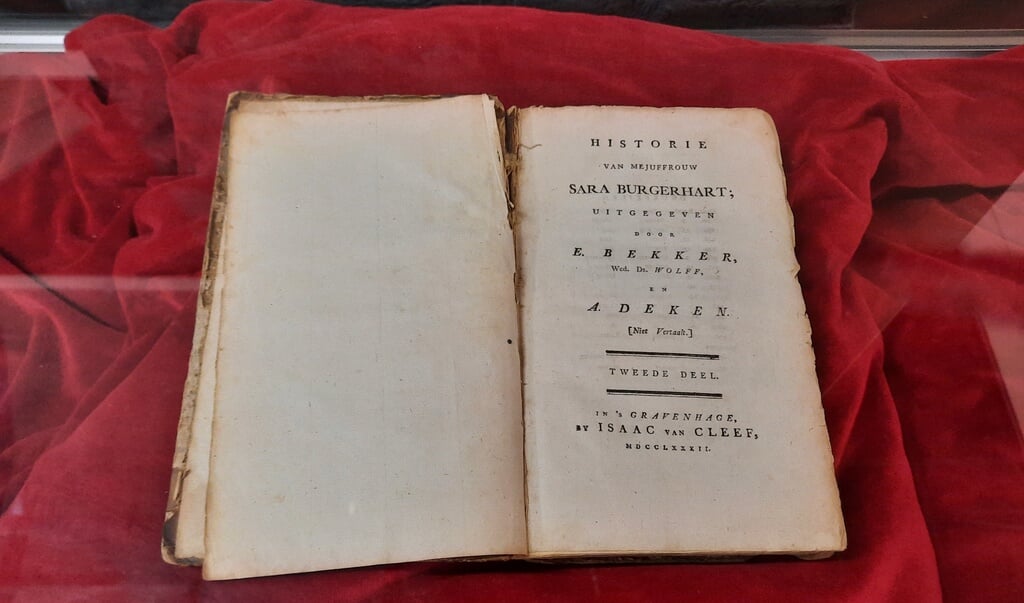 HISTORIE
VAN MEJUFFROUW
SARA BURGERHART;
UITGEGEVEN
DOOR
E. BEKKER,
Wed. Ds. WOLFF,
EN
A. DEKEN.
[Niet Vertaalt.]
TWEEDE DEEL.
IN 's GRAVENHAGE,
BY ISAAC VAN CLEEF,
MDCCLXXXII.